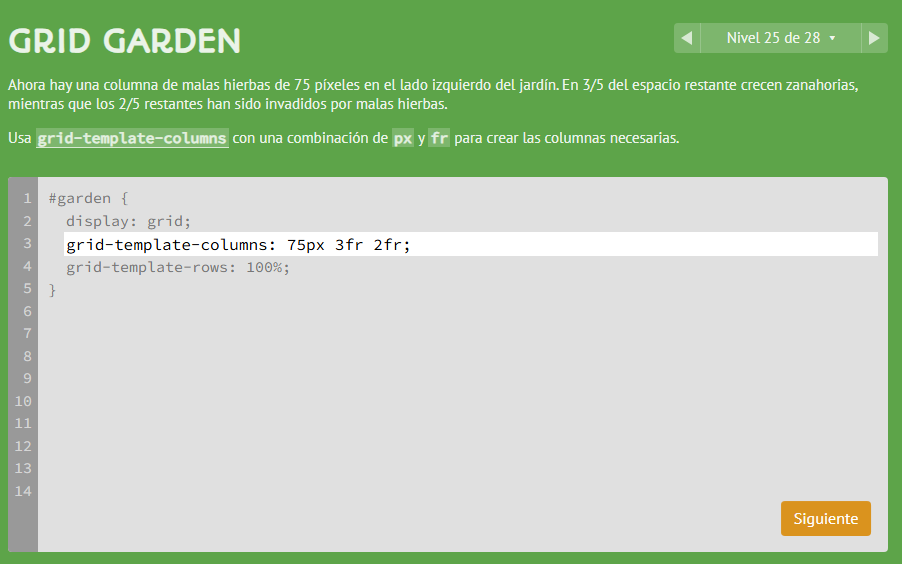 GRID GARDEN
Nivel 25 de 28
Ahora hay una columna de malas hierbas de 75 píxeles en el lado izquierdo del jardín. En 3/5 del espacio restante crecen zanahorias,
mientras que los 2/5 restantes han sido invadidos por malas hierbas.
Usa grid-template-columns con una combinación de px y fr para crear las columnas necesarias.
1 #garden {
2 display: grid;
3 grid-template-columns: 75px 3fr 2fr;
4 grid-template-rows: 100%;
5 }
6
7
8
9
10
11
12
13
14
Siguiente